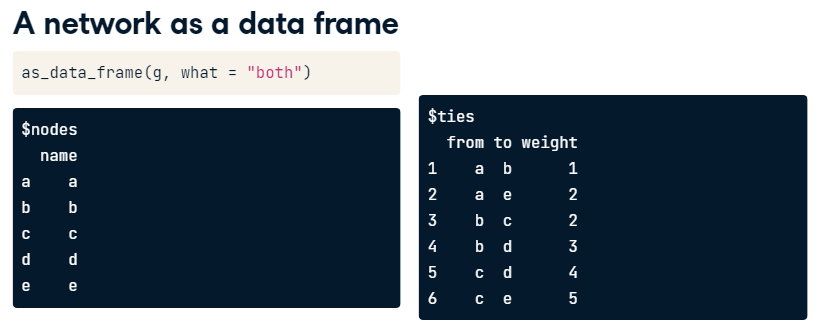 A network as a data frame
as_data_frame(g, what = "both")
$nodes
  name
a    a
b    b
c    c
d    d
e    e
$ties
  from to weight
1    a  b      1
2    a  e      2
3    b  c      2
4    b  d      3
5    c  d      4
6    c  e      5